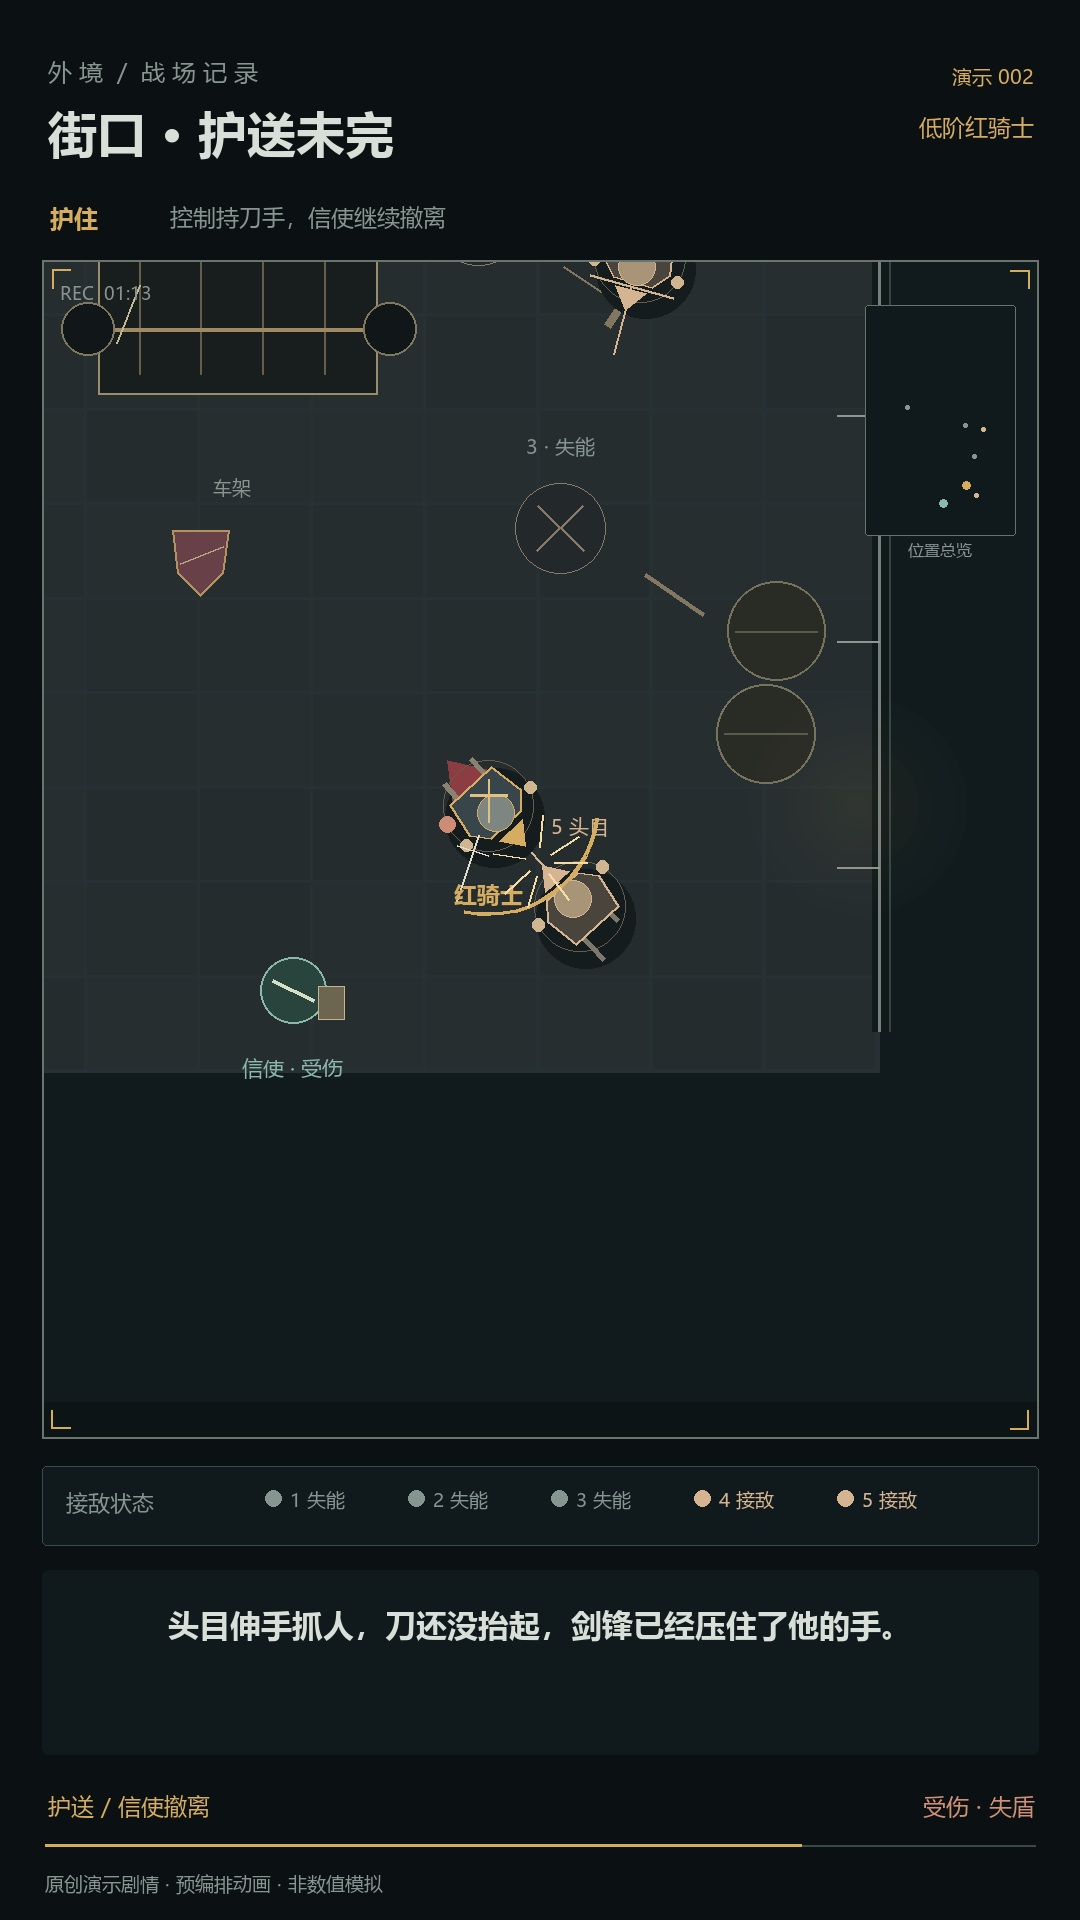 外境 / 战场记录
演示 002
街口·护送未完
低阶红骑士
护住 控制持刀手，信使继续撤离
REC 01:13
3 · 失能
车架
位置总览
5 头目
红骑士
信使 · 受伤
接敌状态 1 失能 2 失能 3 失能 4 接敌 5 接敌
头目伸手抓人，刀还没抬起，剑锋已经压住了他的手。
护送 / 信使撤离 受伤 · 失盾
原创演示剧情 · 预编排动画 · 非数值模拟